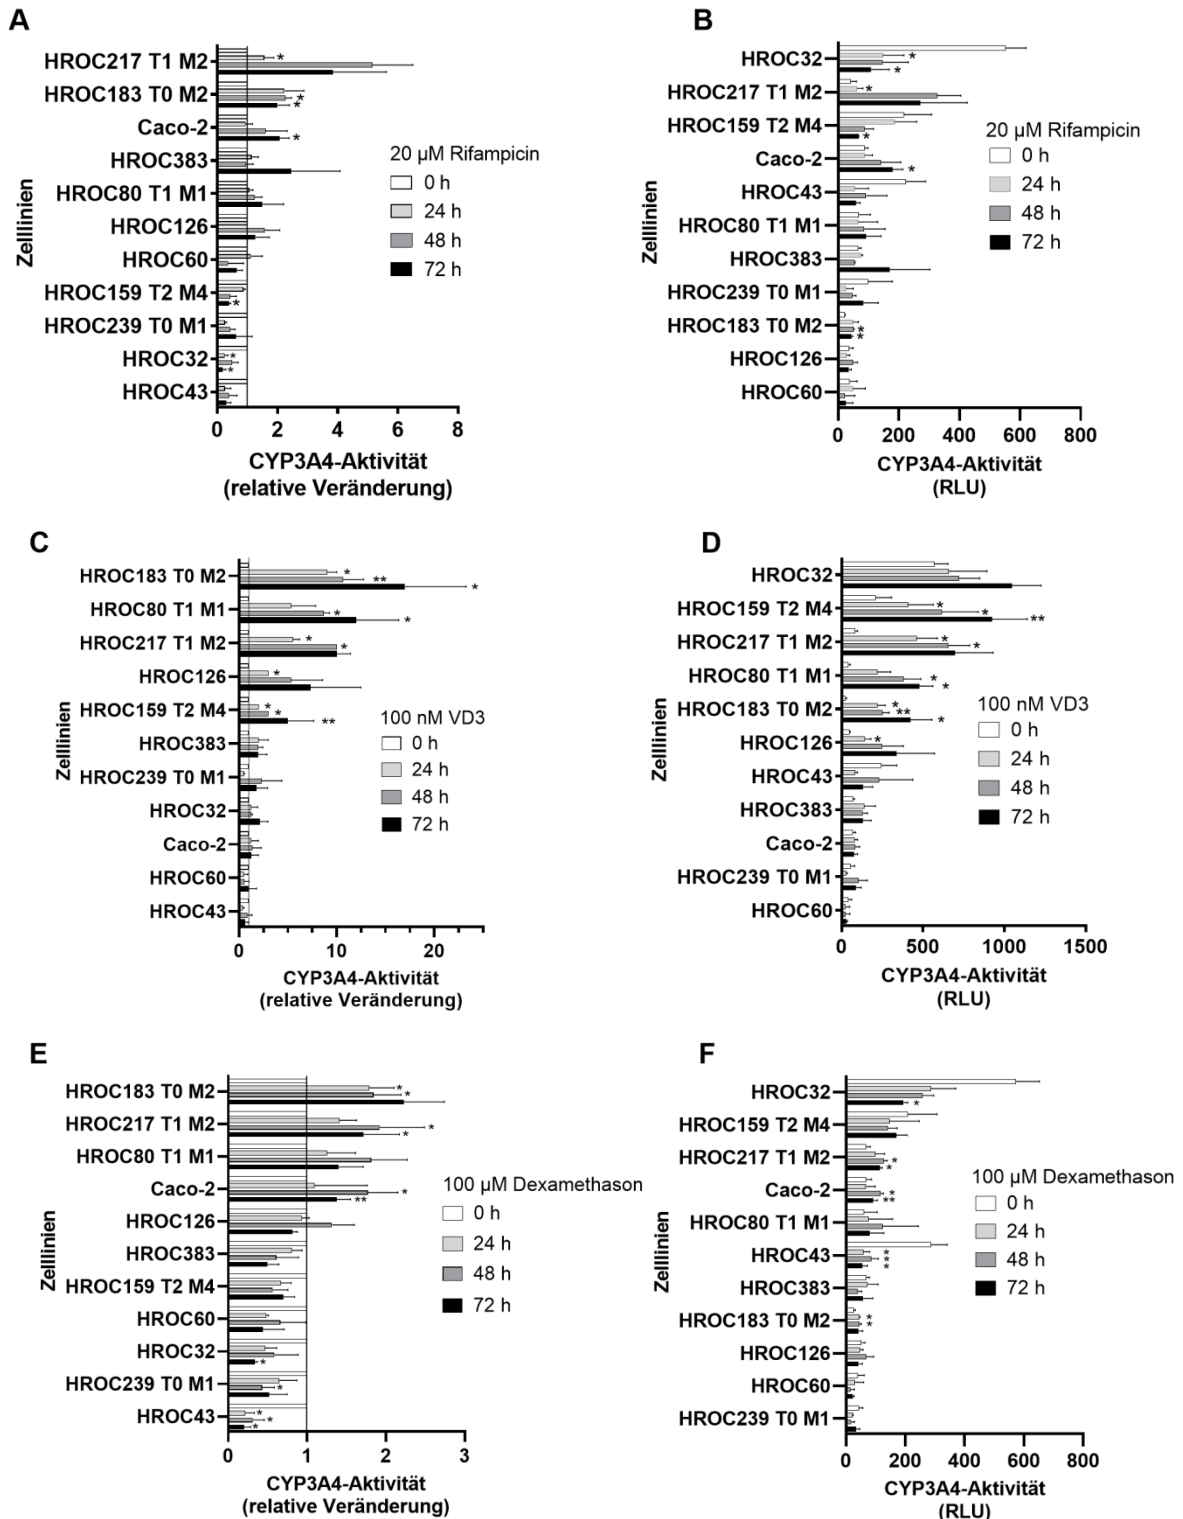 A
HROC217 T1 M2
HROC183 T0 M2
Caco-2
HROC383
HROC80 T1 M1
HROC126
HROC60
HROC159 T2 M4
HROC239 T0 M1
HROC32
HROC43
Zelllinien
20 µM Rifampicin
0 h
24 h
48 h
72 h
* * * * * * *
0 2 4 6 8
CYP3A4-Aktivität
(relative Veränderung)
B
HROC32
HROC217 T1 M2
HROC159 T2 M4
Caco-2
HROC43
HROC80 T1 M1
HROC383
HROC239 T0 M1
HROC183 T0 M2
HROC126
HROC60
Zelllinien
20 µM Rifampicin
0 h
24 h
48 h
72 h
* * * * * * *
0 200 400 600 800
CYP3A4-Aktivität
(RLU)
C
HROC183 T0 M2
HROC80 T1 M1
HROC217 T1 M2
HROC126
HROC159 T2 M4
HROC383
HROC239 T0 M1
HROC32
Caco-2
HROC60
HROC43
Zelllinien
100 nM VD3
0 h
24 h
48 h
72 h
* ** * * * * * * * * **
0 10 20
CYP3A4-Aktivität
(relative Veränderung)
D
HROC32
HROC159 T2 M4
HROC217 T1 M2
HROC80 T1 M1
HROC183 T0 M2
HROC126
HROC43
HROC383
Caco-2
HROC239 T0 M1
HROC60
Zelllinien
100 nM VD3
0 h
24 h
48 h
72 h
* * ** * * * * * ** * *
0 500 1000 1500
CYP3A4-Aktivität
(RLU)
E
HROC183 T0 M2
HROC217 T1 M2
HROC80 T1 M1
Caco-2
HROC126
HROC383
HROC159 T2 M4
HROC60
HROC32
HROC239 T0 M1
HROC43
Zelllinien
100 µM Dexamethason
0 h
24 h
48 h
72 h
* * * * * ** * * * * *
0 1 2 3
CYP3A4-Aktivität
(relative Veränderung)
F
HROC32
HROC159 T2 M4
HROC217 T1 M2
Caco-2
HROC80 T1 M1
HROC43
HROC383
HROC183 T0 M2
HROC126
HROC60
HROC239 T0 M1
Zelllinien
100 µM Dexamethason
0 h
24 h
48 h
72 h
* * * * ** * * * * *
0 200 400 600 800
CYP3A4-Aktivität
(RLU)